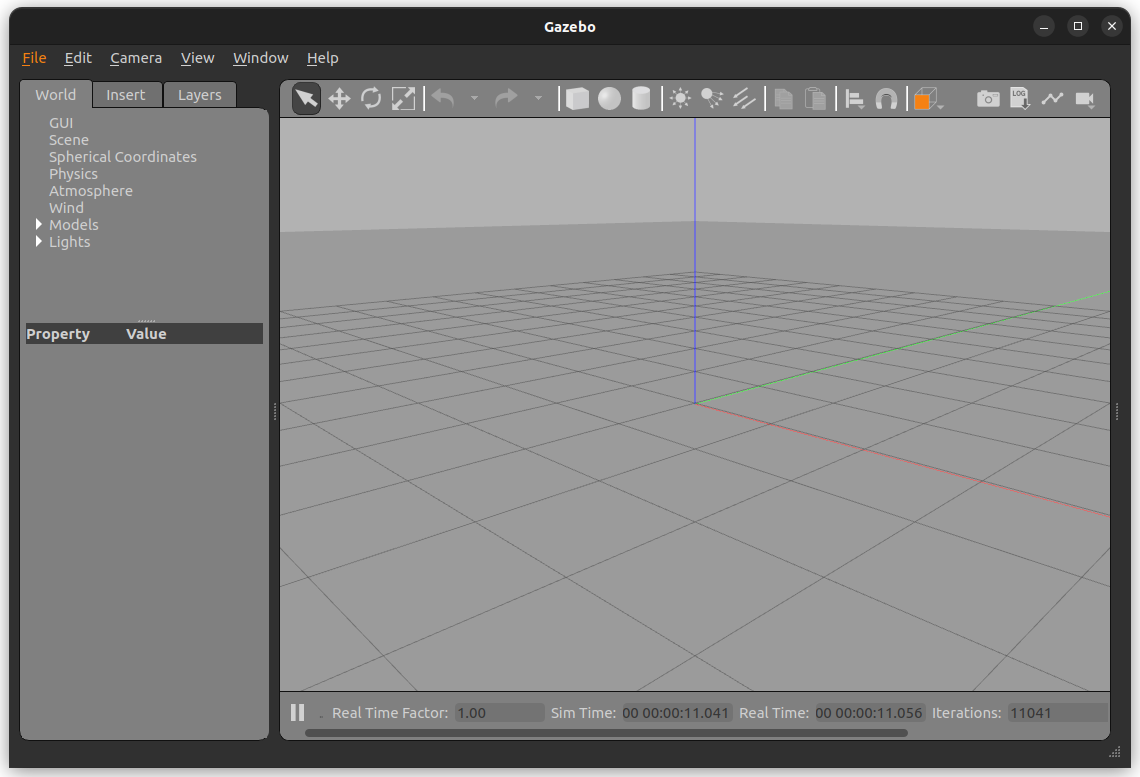 Gazebo
File Edit Camera View Window Help
World Insert Layers
GUI
Scene
Spherical Coordinates
Physics
Atmosphere
Wind
Models
Lights
Property Value
LOG
Real Time Factor: 1.00 Sim Time: 00 00:00:11.041 Real Time: 00 00:00:11.056 Iterations: 11041